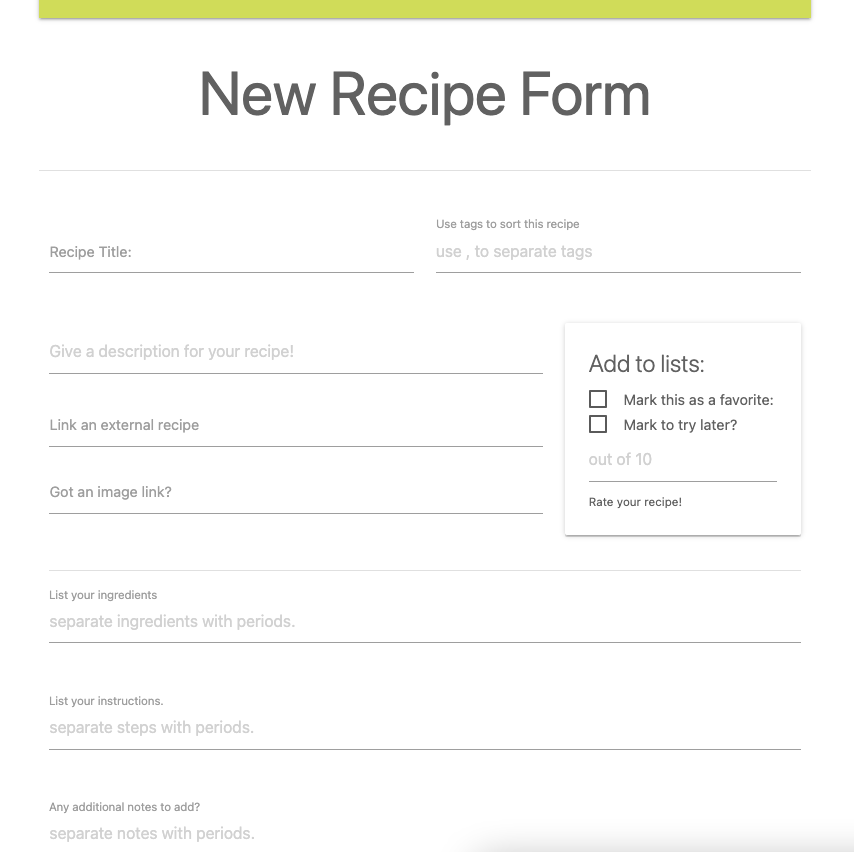 New Recipe Form
Use tags to sort this recipe
Recipe Title:
use , to separate tags
Give a description for your recipe!
Link an external recipe
Got an image link?
Add to lists:
Mark this as a favorite:
Mark to try later?
out of 10
Rate your recipe!
List your ingredients
separate ingredients with periods.
List your instructions.
separate steps with periods.
Any additional notes to add?
separate notes with periods.